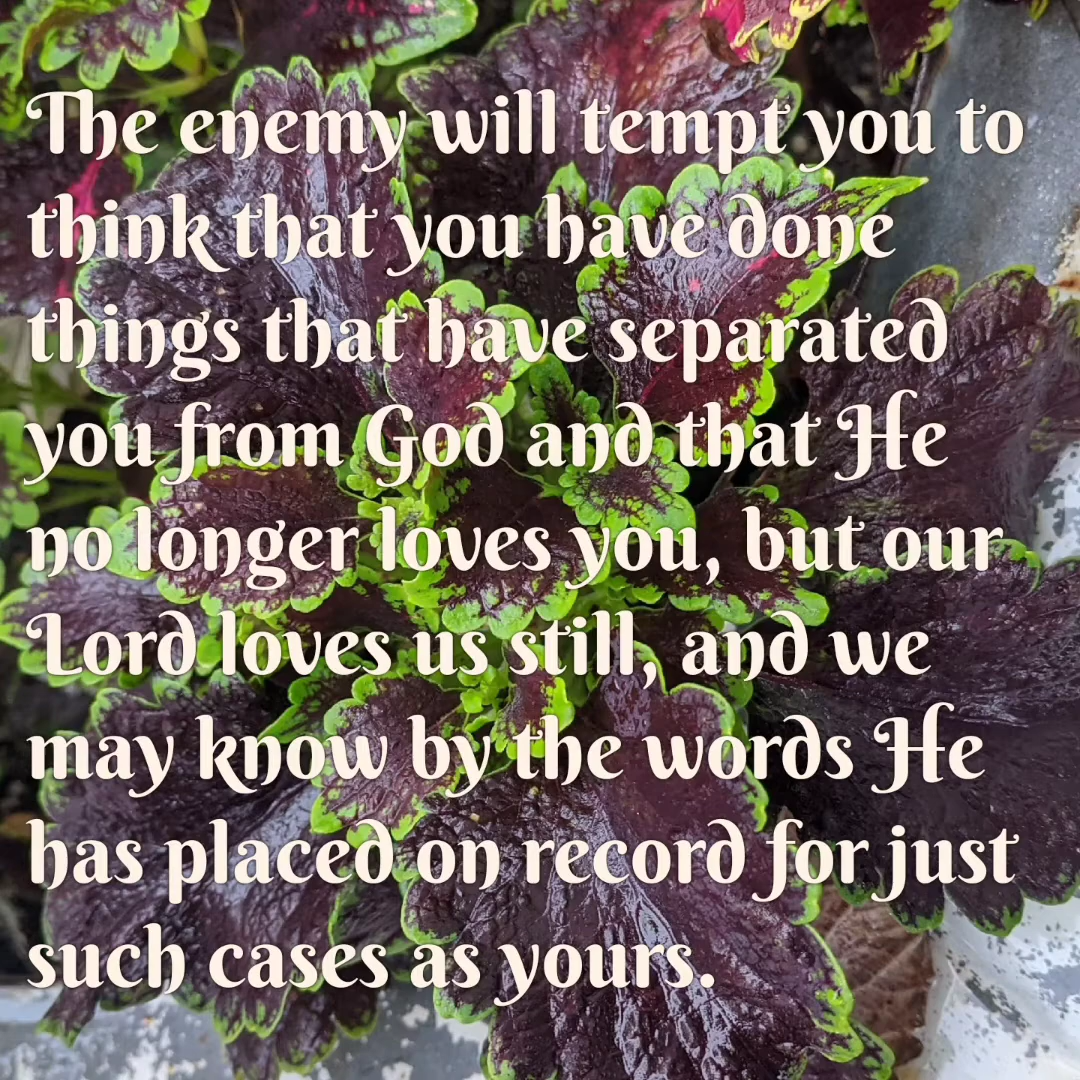 The enemy will tempt you to
think that you have done
things that have separated
you from God and that He
no longer loves you, but our
Lord loves us still, and we
may know by the words He
has placed on record for just
such cases as yours.